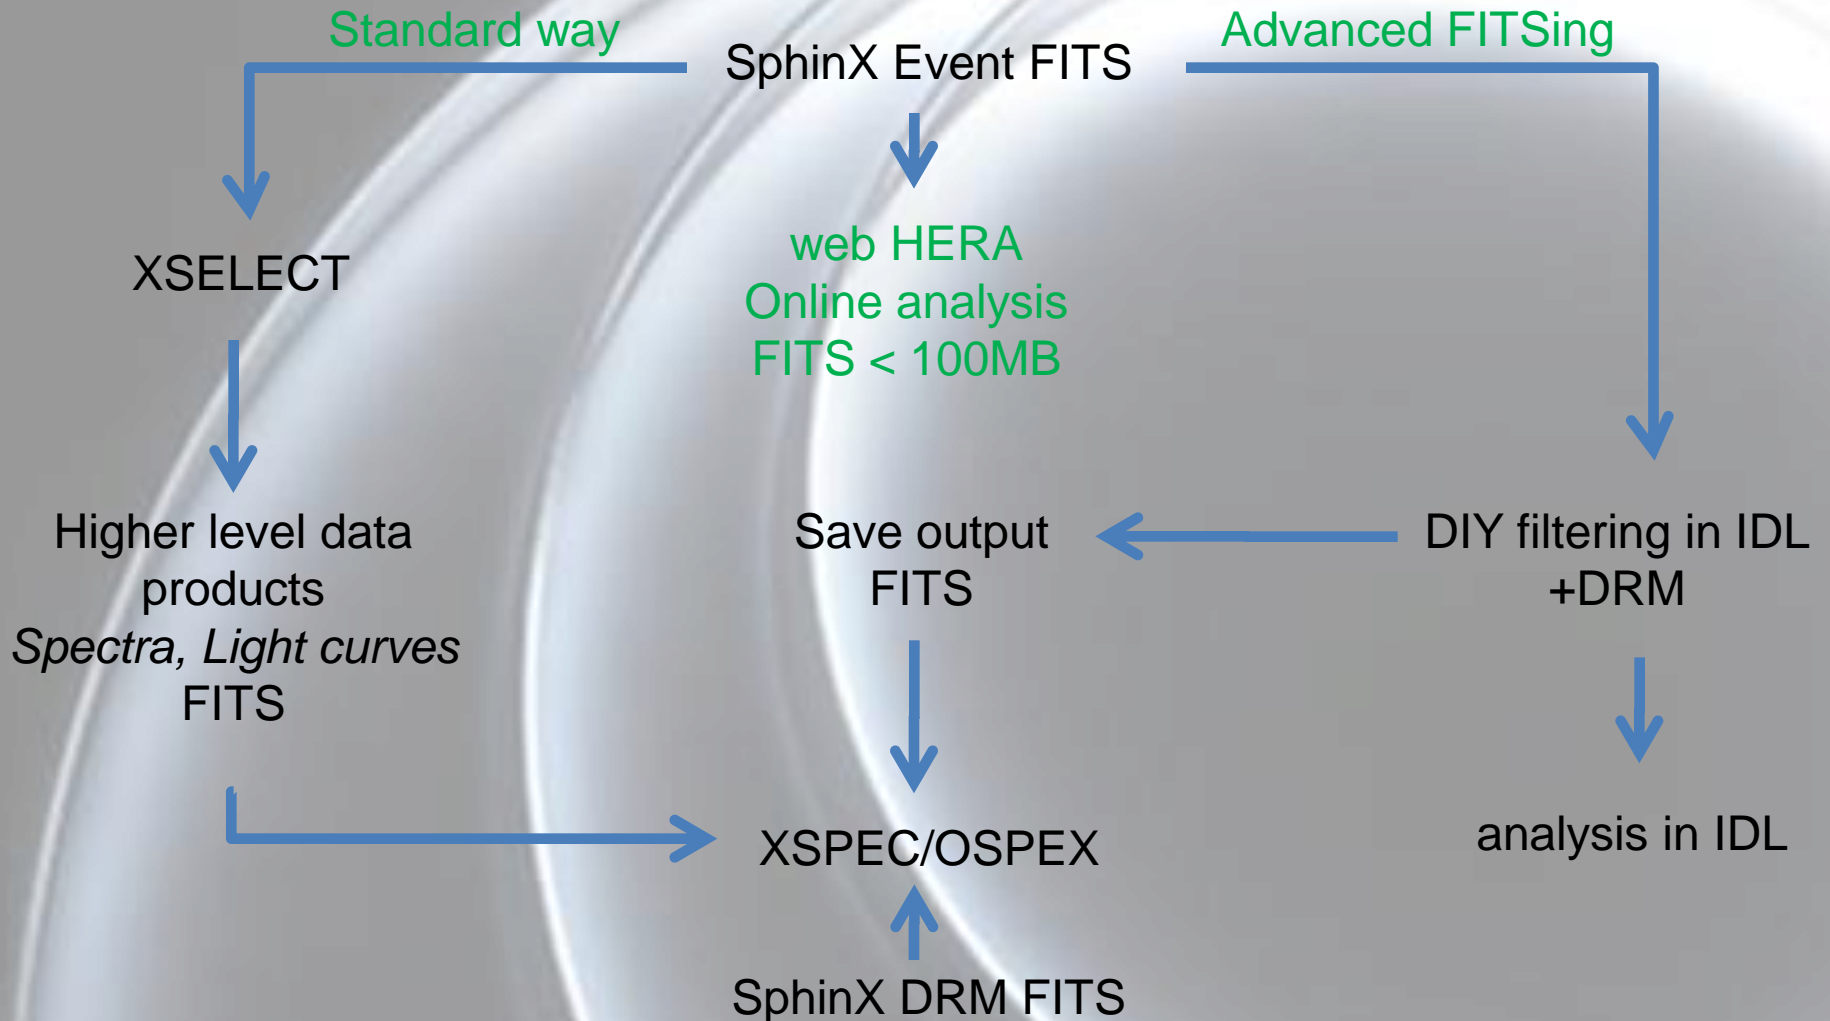 Standard way
SphinX Event FITS
Advanced FITSing
XSELECT
web HERA
Online analysis
FITS < 100MB
Higher level data
products
Spectra, Light curves
FITS
Save output
FITS
DIY filtering in IDL
+DRM
XSPEC/OSPEX
analysis in IDL
SphinX DRM FITS